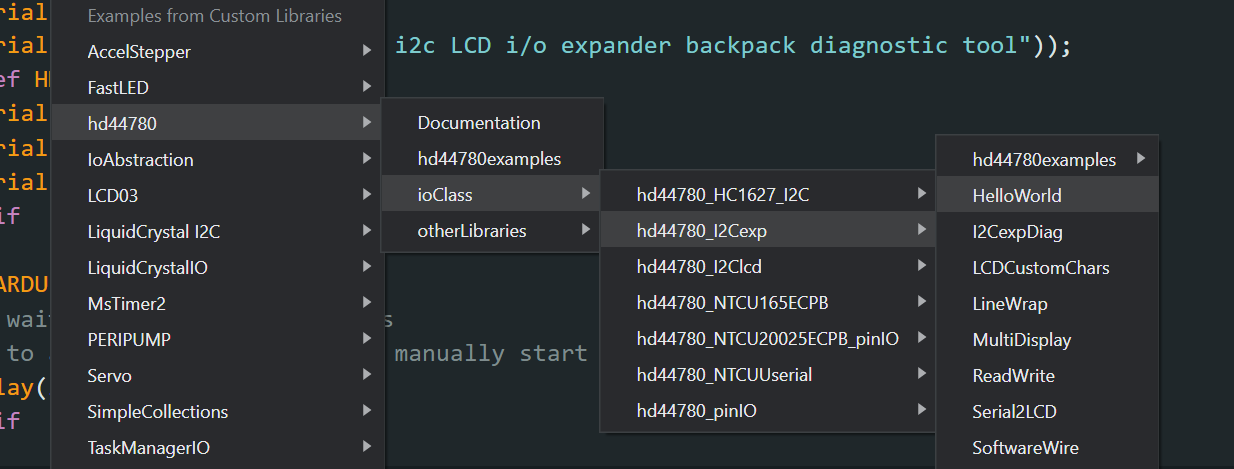 rial
Examples from Custom Libraries
rial
AccelStepper
i2c LCD i/o expander backpack diagnostic tool"));
ef H
FastLED
rial
hd44780
Documentation
rial
IoAbstraction
hd44780examples
hd44780examples
rial
LCD03
ioClass
hd44780_HC1627_I2C
HelloWorld
if
LiquidCrystal I2C
otherLibraries
hd44780_I2Cexp
I2CexpDiag
LiquidCrystalIO
hd44780_I2Clcd
LCDCustomChars
ARDU
MsTimer2
hd44780_NTCU165ECPB
LineWrap
wai
s
PERIPUMP
hd44780_NTCU20025ECPB_pinIO
MultiDisplay
to
manually start
Servo
hd44780_NTCUUserial
ReadWrite
lay(
SimpleCollections
hd44780_pinIO
Serial2LCD
if
TaskManagerIO
SoftwareWire